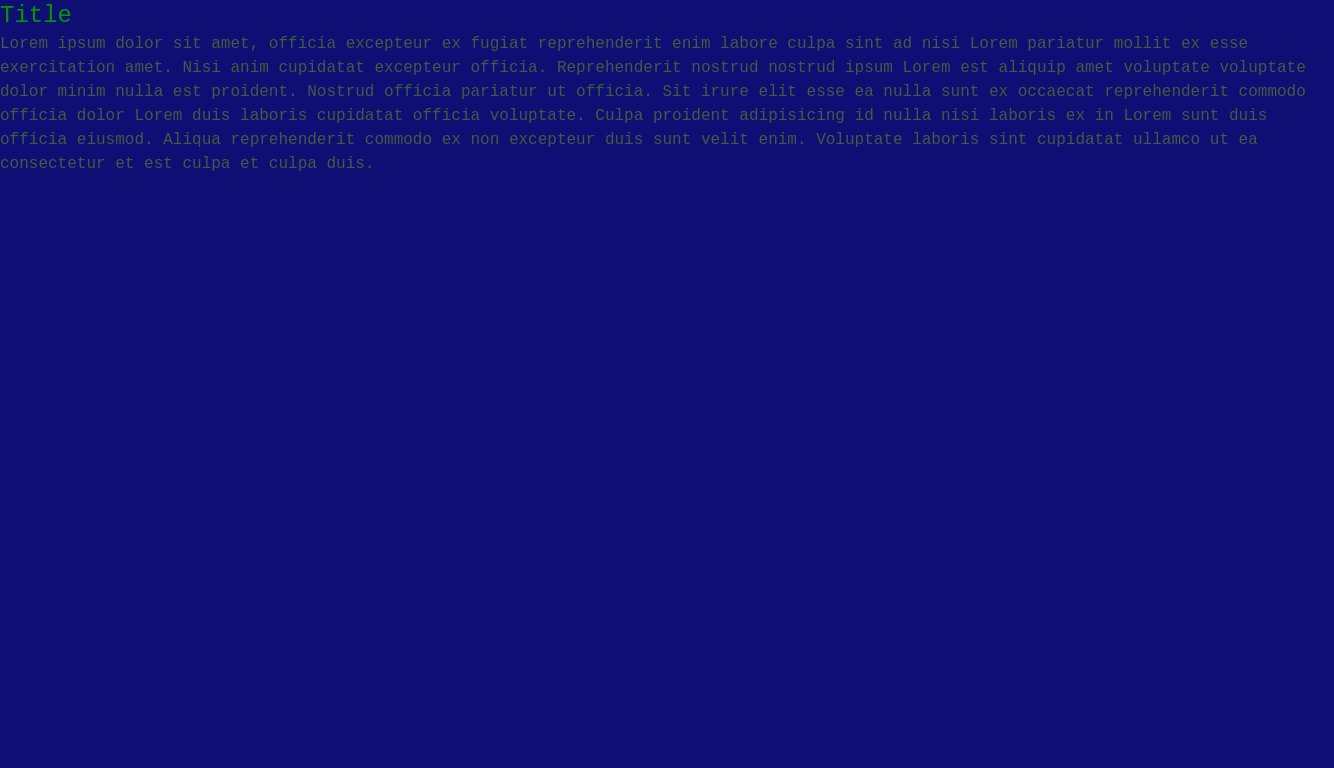 Title
Lorem ipsum dolor sit amet, officia excepteur ex fugiat reprehenderit enim labore culpa sint ad nisi Lorem pariatur mollit ex esse
exercitation amet. Nisi anim cupidatat excepteur officia. Reprehenderit nostrud nostrud ipsum Lorem est aliquip amet voluptate voluptate
dolor minim nulla est proident. Nostrud officia pariatur ut officia. Sit irure elit esse ea nulla sunt ex occaecat reprehenderit commodo
officia dolor Lorem duis laboris cupidatat officia voluptate. Culpa proident adipisicing id nulla nisi laboris ex in Lorem sunt duis
officia eiusmod. Aliqua reprehenderit commodo ex non excepteur duis sunt velit enim. Voluptate laboris sint cupidatat ullamco ut ea
consectetur et est culpa et culpa duis.